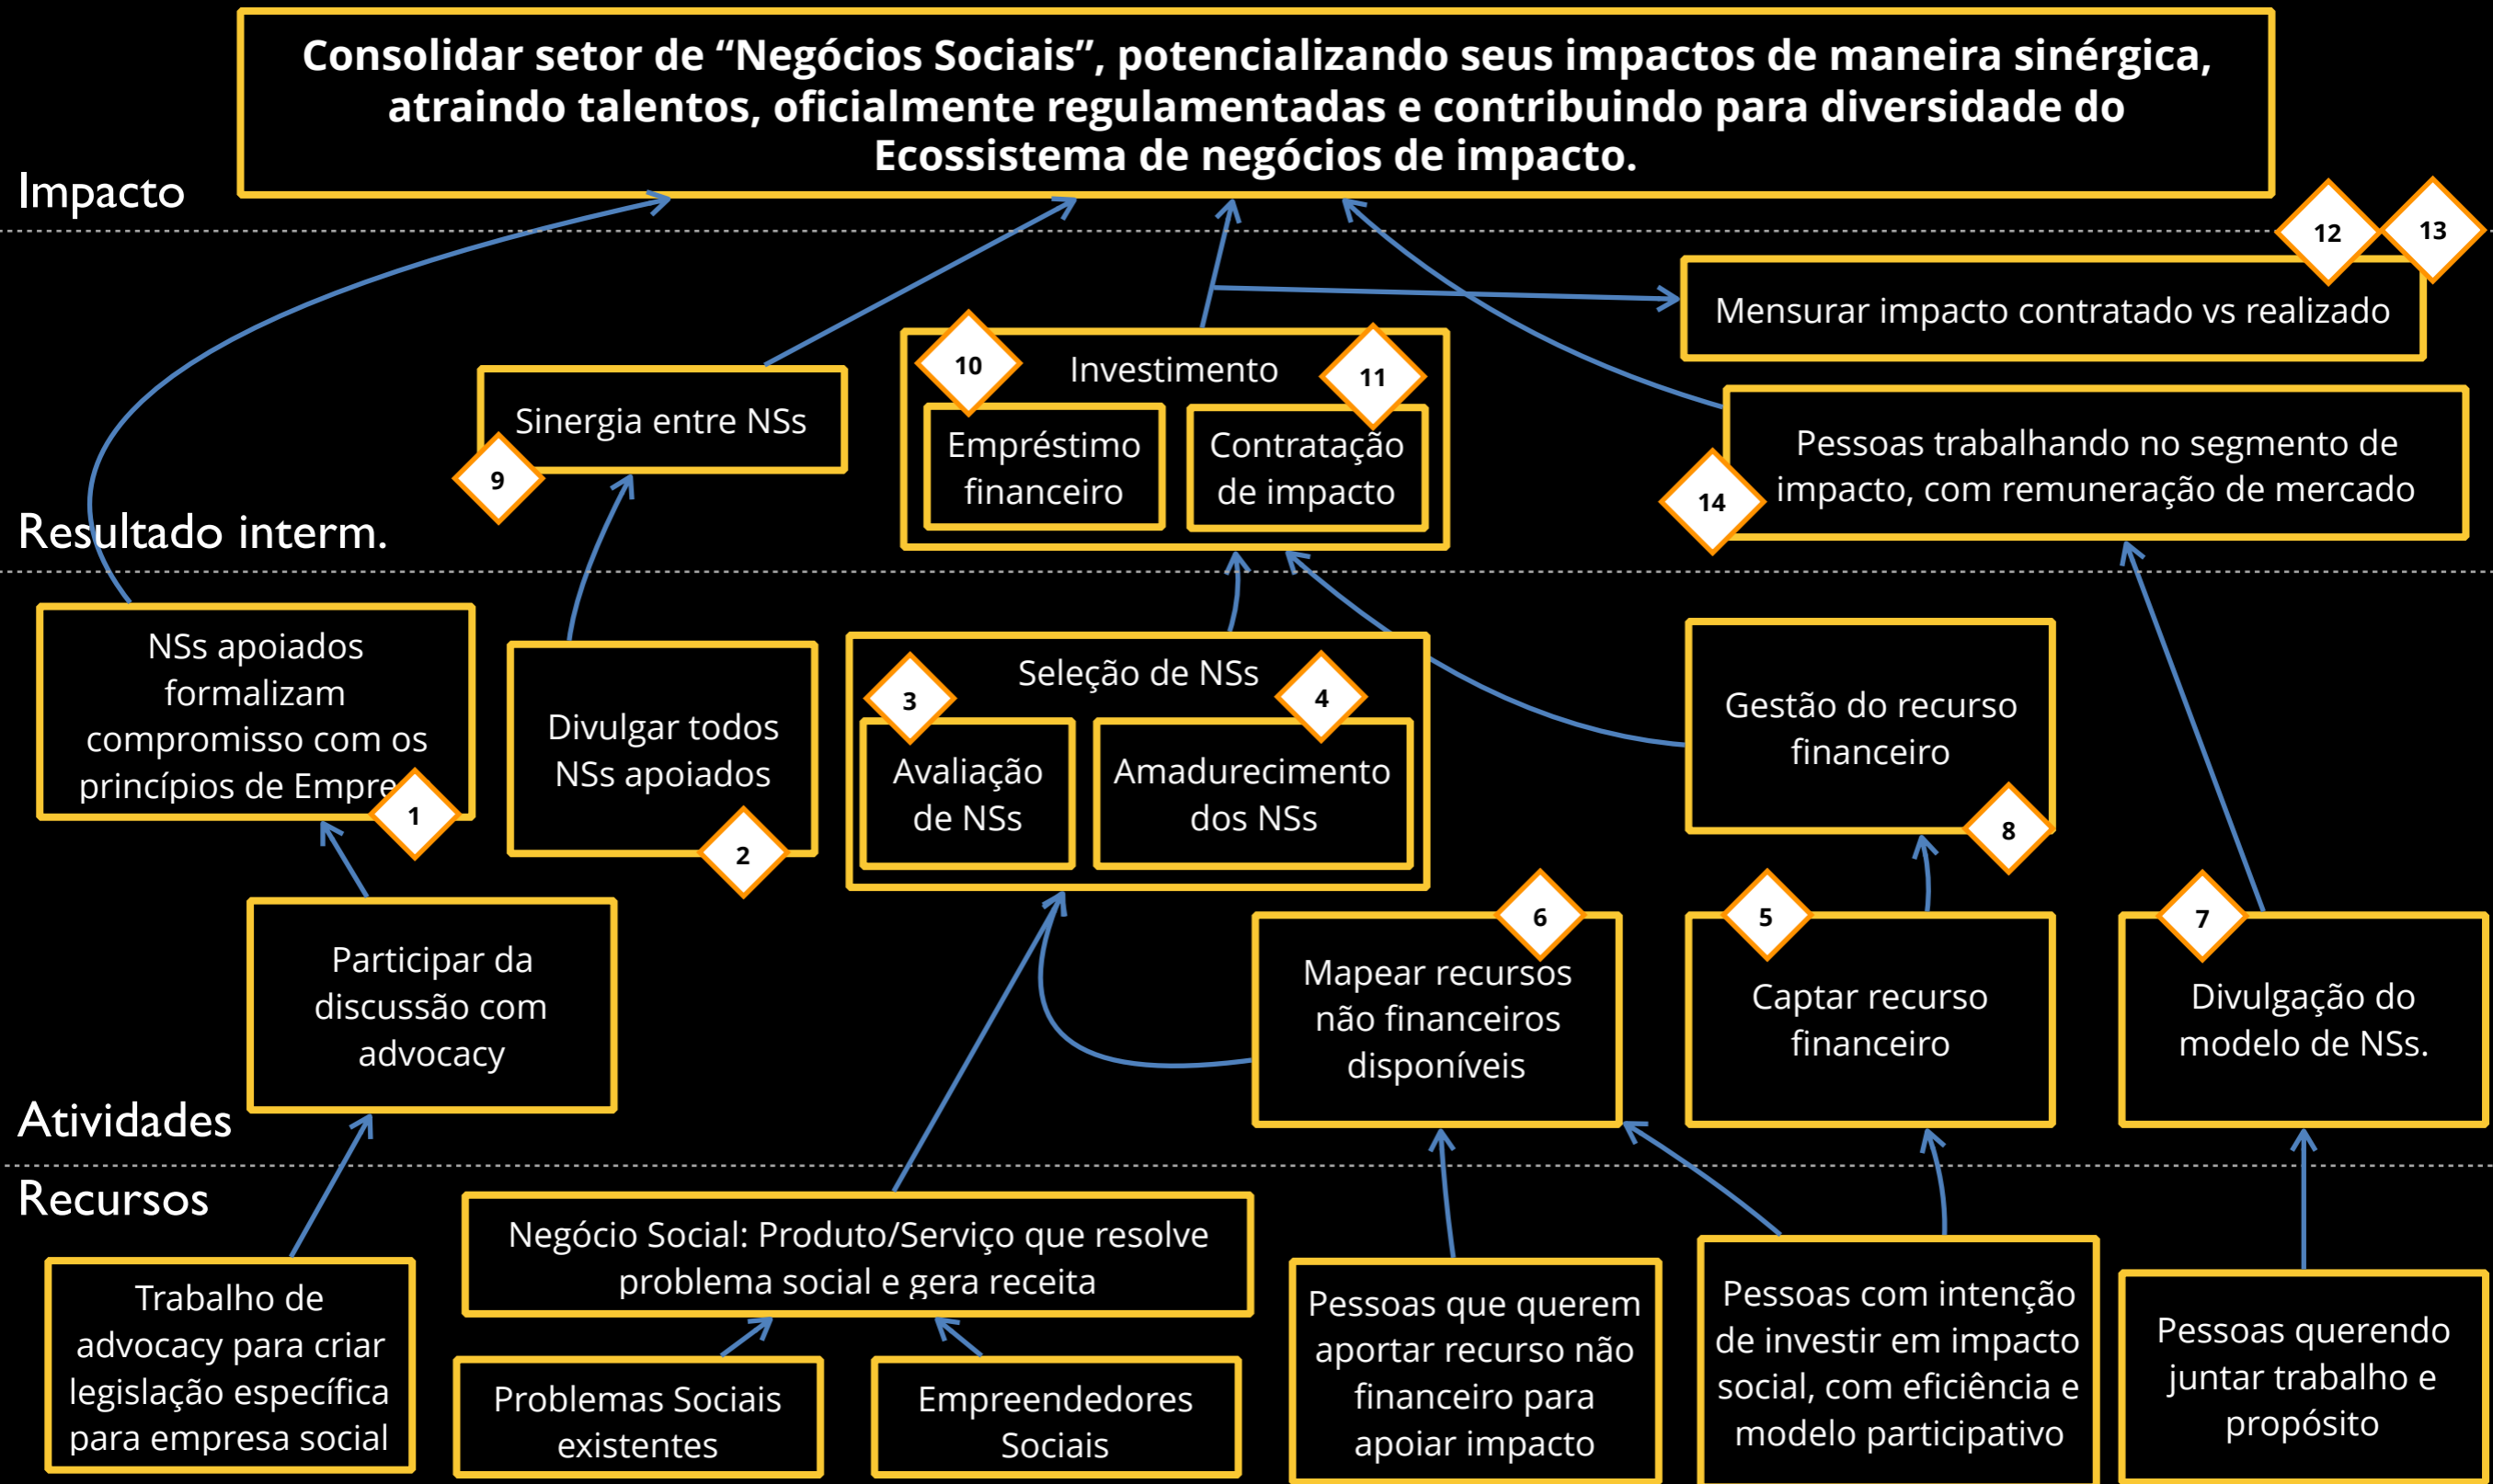 Consolidar setor de “Negócios Sociais”, potencializando seus impactos de maneira sinérgica,
atraindo talentos, oficialmente regulamentadas e contribuindo para diversidade do
Ecossistema de negócios de impacto.
Impacto
12
13
Mensurar impacto contratado vs realizado
10
Investimento
11
Sinergia entre NSs
9
Empréstimo
financeiro
Contratação
de impacto
Pessoas trabalhando no segmento de
impacto, com remuneração de mercado
14
Resultado interm.
NSs apoiados
formalizam
compromisso com os
princípios de Empre
1
Divulgar todos
NSs apoiados
2
Seleção de NSs
3
4
Avaliação
de NSs
Amadurecimento
dos NSs
Gestão do recurso
financeiro
8
Participar da
discussão com
advocacy
6
Mapear recursos
não financeiros
disponíveis
5
Captar recurso
financeiro
7
Divulgação do
modelo de NSs.
Atividades
Recursos
Trabalho de
advocacy para criar
legislação específica
para empresa social
Negócio Social: Produto/Serviço que resolve
problema social e gera receita
Problemas Sociais
existentes
Empreendedores
Sociais
Pessoas que querem
aportar recurso não
financeiro para
apoiar impacto
Pessoas com intenção
de investir em impacto
social, com eficiência e
modelo participativo
Pessoas querendo
juntar trabalho e
propósito